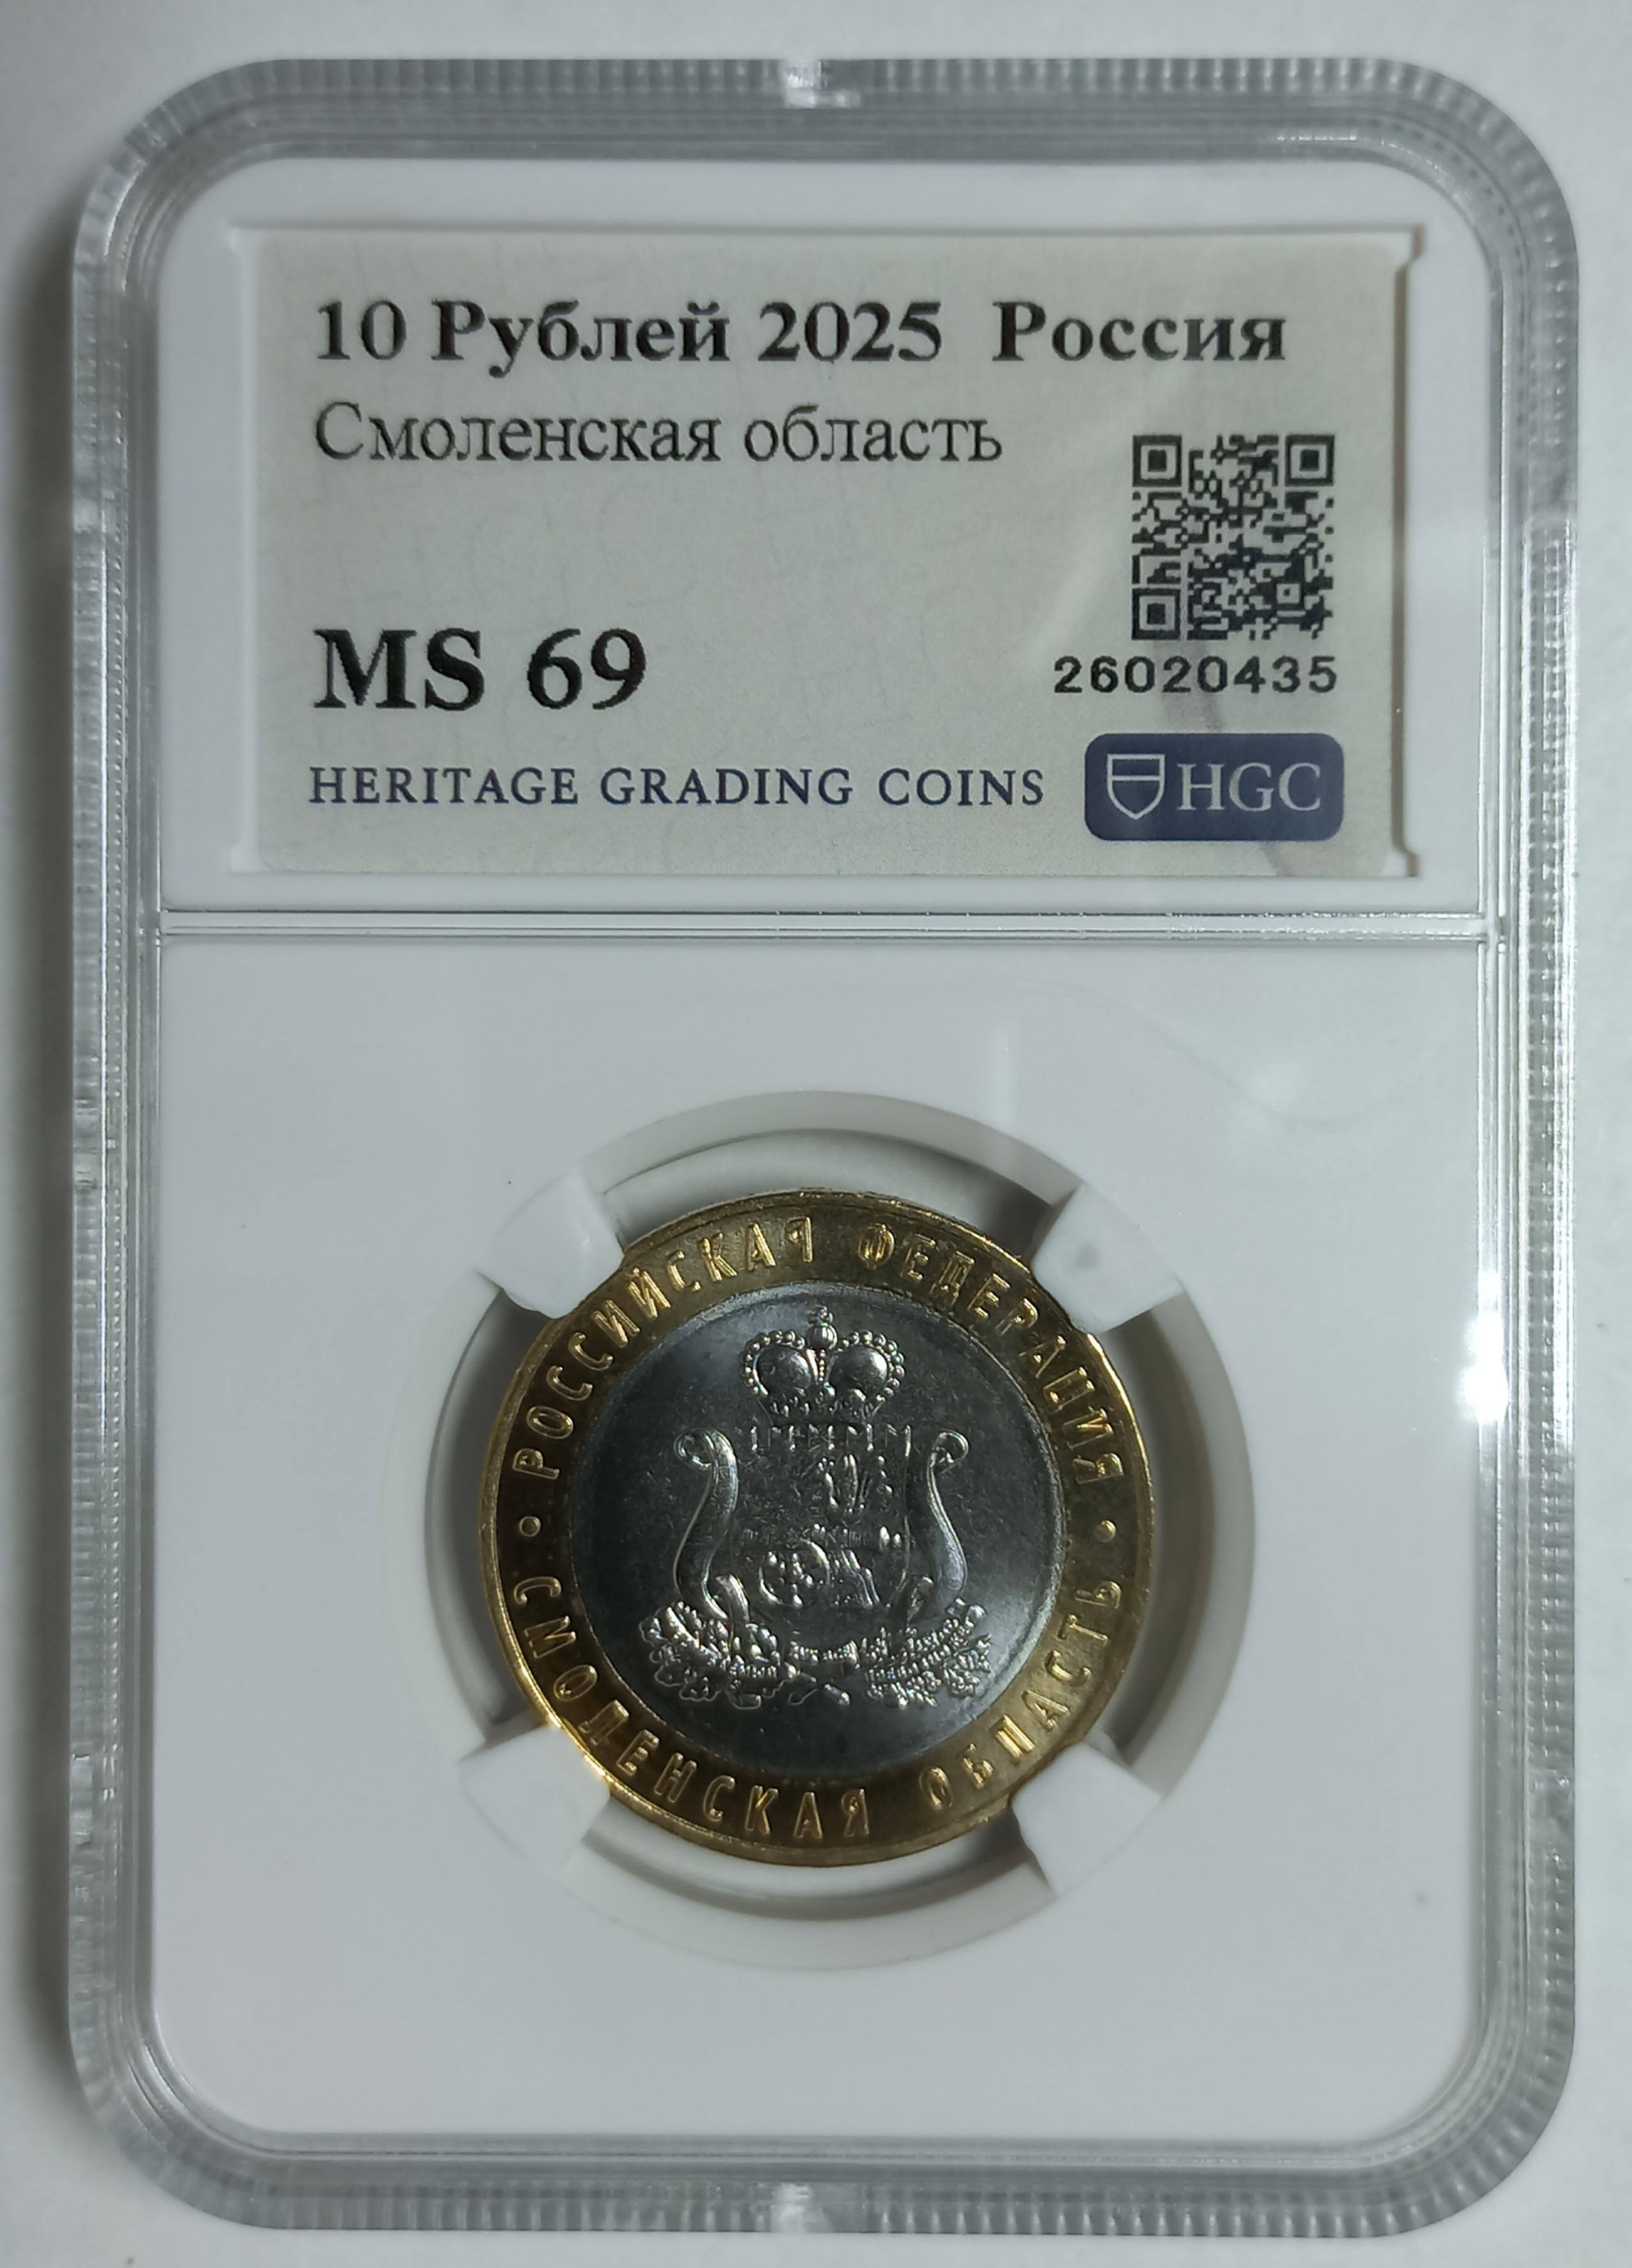 10 Рублей 2025 Россия
Смоленская область
MS 69
26020435
HERITAGE GRADING COINS
HGC
РОССИЙСКАЯ ФЕДЕРАЦИЯ
СМОЛЕНСКАЯ ОБЛАСТЬ